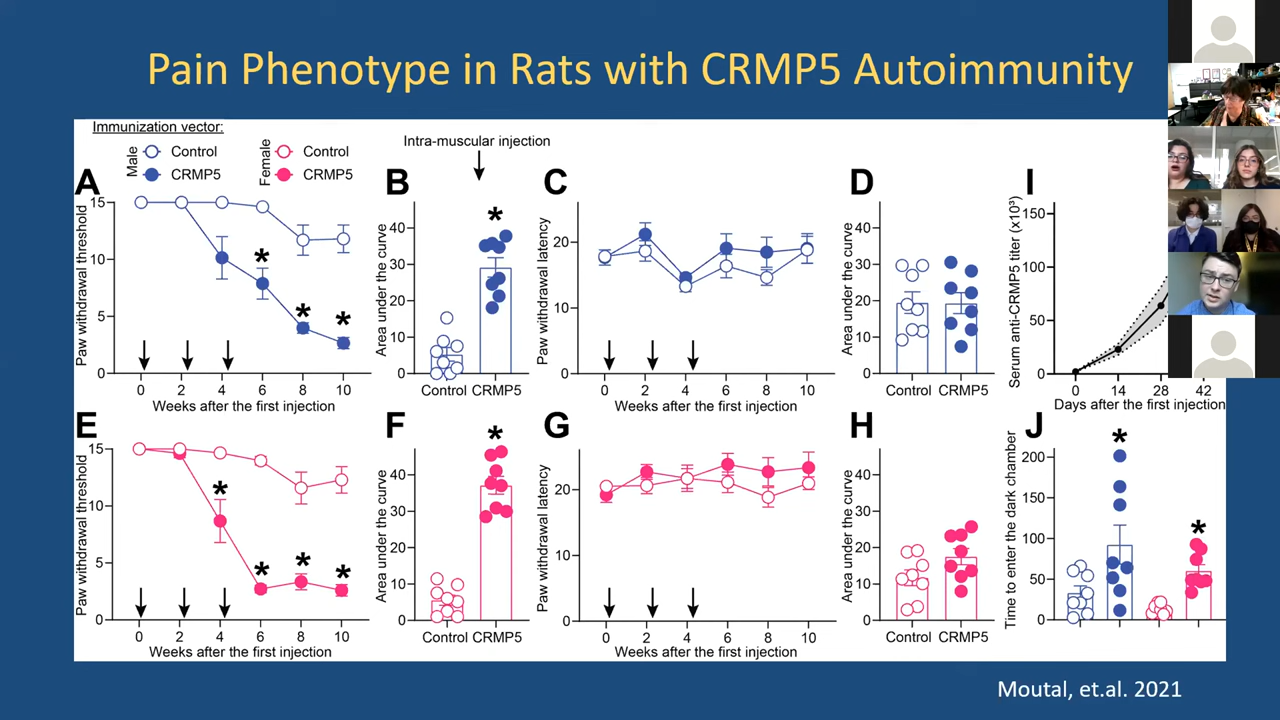 Pain Phenotype in Rats with CRMP5 Autoimmunity
Immunization vector:
Male
Control
CRMP5
Female
Control
CRMP5
Intra-muscular injection
A
Paw withdrawal threshold
15
10
5
0
*
*
*
0 2 4 6 8 10
Weeks after the first injection
B
Area under the curve
40
30
20
10
0
*
Control CRMP5
C
Paw withdrawal latency
20
10
0
0 2 4 6 8 10
Weeks after the first injection
D
Area under the curve
40
30
20
10
0
Control CRMP5
I
Serum anti-CRMP5 titer (x10³)
150
100
50
0
0 14 28 42
Days after the first injection
E
Paw withdrawal threshold
15
10
5
0
*
*
*
*
0 2 4 6 8 10
Weeks after the first injection
F
Area under the curve
40
30
20
10
0
*
Control CRMP5
G
Paw withdrawal latency
20
10
0
0 2 4 6 8 10
Weeks after the first injection
H
Area under the curve
40
30
20
10
0
Control CRMP5
J
Time to enter the dark chamber
200
150
100
50
0
*
*
Moutal, et.al. 2021